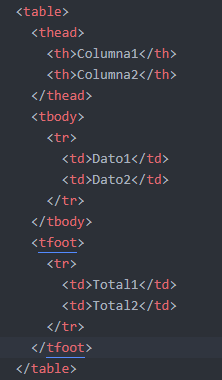 <table>
<thead>
<th>Columna1</th>
<th>Columna2</th>
</thead>
<tbody>
<tr>
<td>Dato1</td>
<td>Dato2</td>
</tr>
</tbody>
<tfoot>
<tr>
<td>Total1</td>
<td>Total2</td>
</tr>
</tfoot>
</table>